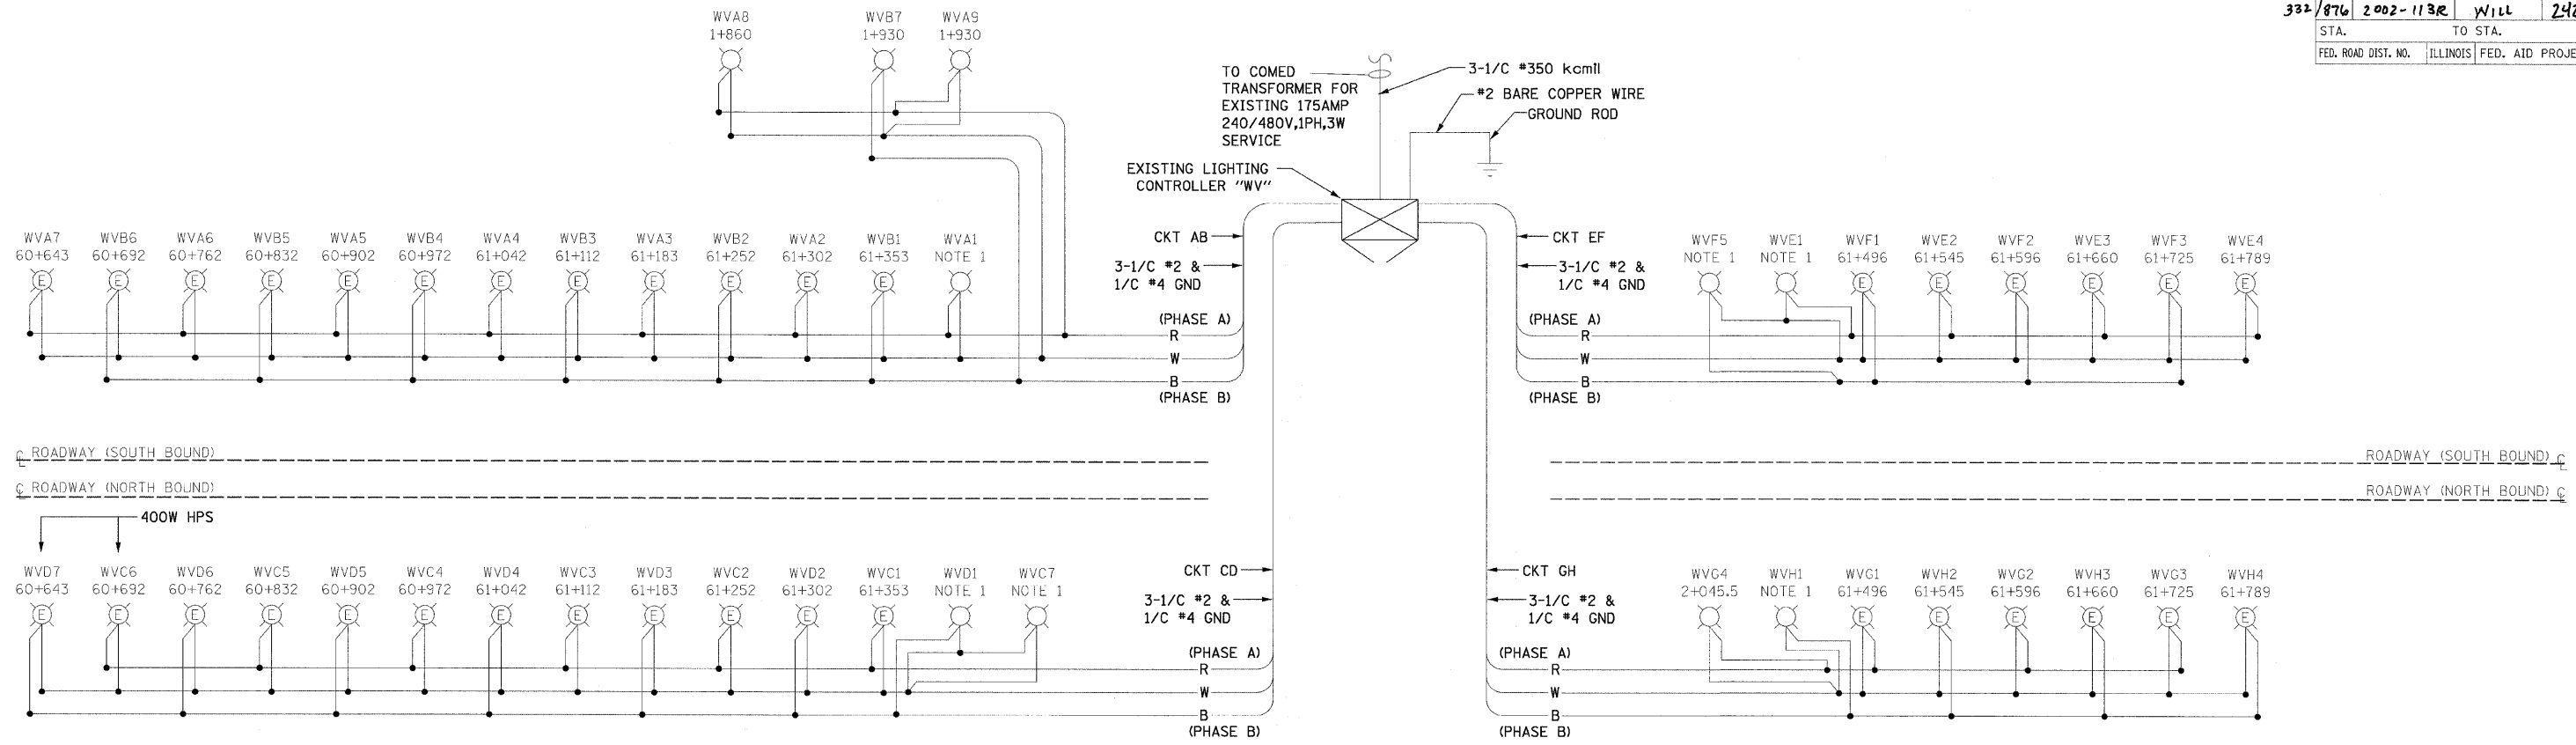 332/876 2002-113R WILL 242
STA. TO STA.
FED. ROAD DIST. NO. ILLINOIS FED. AID PROJE
WVA8 WVB7 WVA9
1+860 1+930 1+930
TO COMED
TRANSFORMER FOR
EXISTING 175AMP
240/480V,1PH,3W
SERVICE
3-1/C #350 kcmil
#2 BARE COPPER WIRE
GROUND ROD
EXISTING LIGHTING
CONTROLLER "WV"
WVA7 WVB6 WVA6 WVB5 WVA5 WVB4 WVA4 WVB3 WVA3 WVB2 WVA2 WVB1 WVA1
60+643 60+692 60+762 60+832 60+902 60+972 61+042 61+112 61+183 61+252 61+302 61+353 NOTE 1
E E E E E E E E E E E E
CKT AB
3-1/C #2 &
1/C #4 GND
(PHASE A)
R
W
B
(PHASE B)
CKT EF
3-1/C #2 &
1/C #4 GND
(PHASE A)
R
W
B
(PHASE B)
WVF5 WVE1 WVF1 WVE2 WVF2 WVE3 WVF3 WVE4
NOTE 1 NOTE 1 61+496 61+545 61+596 61+660 61+725 61+789
E E E E E E
℄ ROADWAY (SOUTH BOUND)
ROADWAY (SOUTH BOUND) ℄
℄ ROADWAY (NORTH BOUND)
ROADWAY (NORTH BOUND) ℄
400W HPS
WVD7 WVC6 WVD6 WVC5 WVD5 WVC4 WVD4 WVC3 WVD3 WVC2 WVD2 WVC1 WVD1 WVC7
60+643 60+692 60+762 60+832 60+902 60+972 61+042 61+112 61+183 61+252 61+302 61+353 NOTE 1 NOTE 1
E E E E E E E E E E E E
CKT CD
3-1/C #2 &
1/C #4 GND
(PHASE A)
R
W
B
(PHASE B)
CKT GH
3-1/C #2 &
1/C #4 GND
(PHASE A)
R
W
B
(PHASE B)
WVG4 WVH1 WVG1 WVH2 WVG2 WVH3 WVG3 WVH4
2+045.5 NOTE 1 61+496 61+545 61+596 61+660 61+725 61+789
E E E E E E